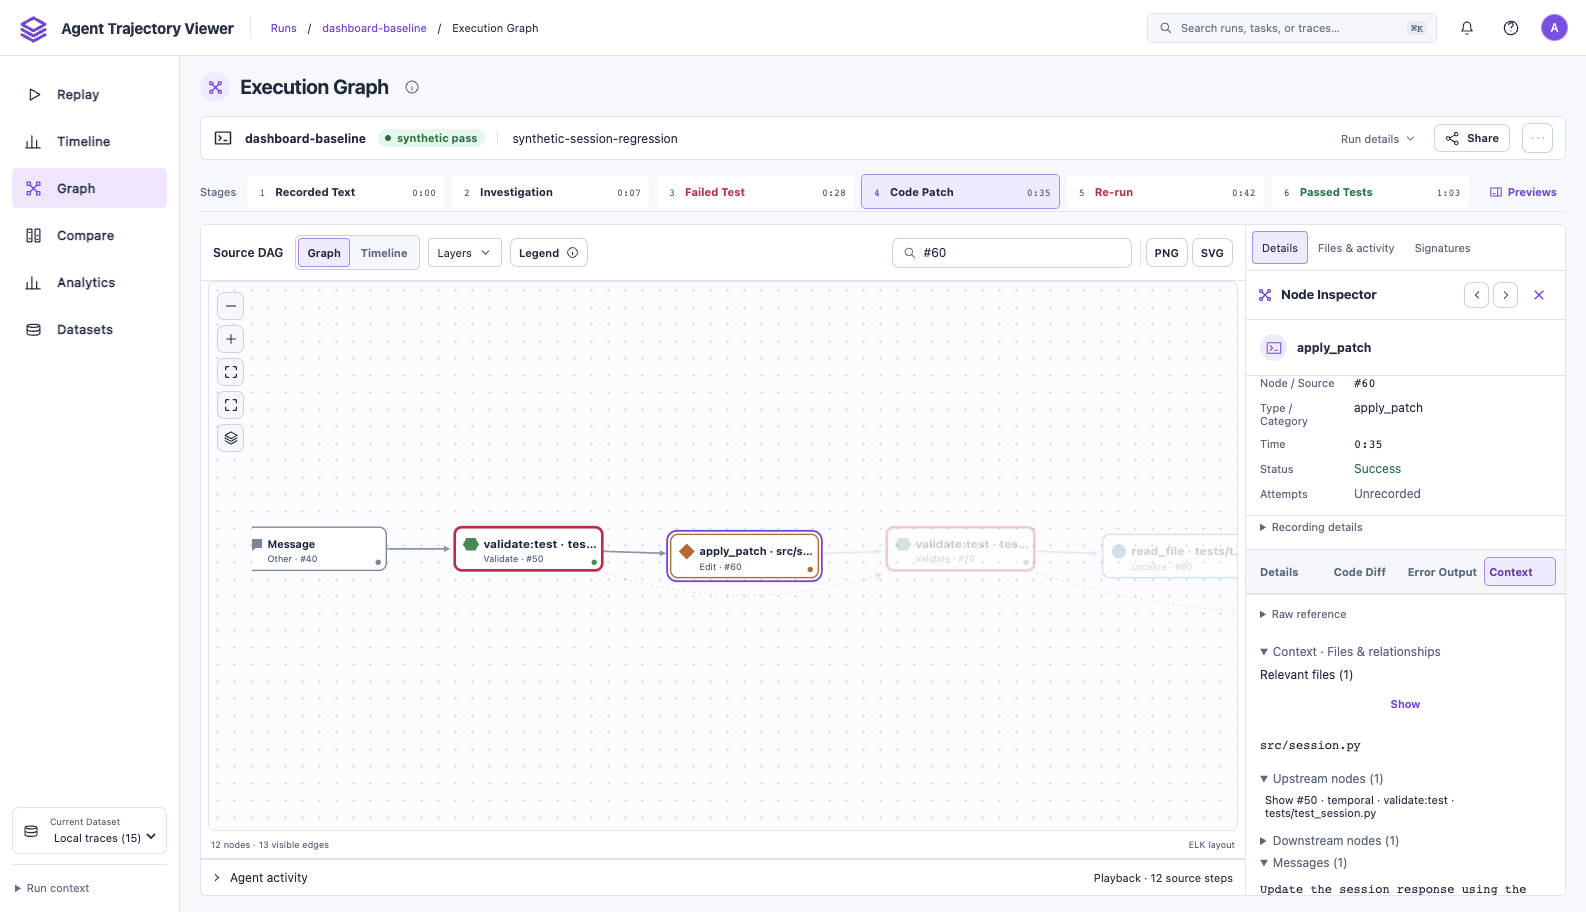 Agent Trajectory Viewer
Runs / dashboard-baseline / Execution Graph
Search runs, tasks, or traces... ⌘K
A
Replay
Timeline
Graph
Compare
Analytics
Datasets
Current Dataset
Local traces (15)
Run context
Execution Graph
dashboard-baseline synthetic pass synthetic-session-regression
Run details Share ...
Stages 1 Recorded Text 0:00 2 Investigation 0:07 3 Failed Test 0:28 4 Code Patch 0:35 5 Re-run 0:42 6 Passed Tests 1:03 Previews
Source DAG Graph Timeline Layers Legend #60 PNG SVG
Message
Other · #40
validate:test · tes...
Validate · #50
apply_patch · src/s...
Edit · #60
validate:test · tes...
Validate · #70
read_file · tests/t.
Localize · #80
12 nodes · 13 visible edges ELK layout
Agent activity Playback · 12 source steps
Details Files & activity Signatures
Node Inspector
apply_patch
Node / Source #60
Type / Category apply_patch
Time 0:35
Status Success
Attempts Unrecorded
Recording details
Details Code Diff Error Output Context
Raw reference
Context · Files & relationships
Relevant files (1)
Show
src/session.py
Upstream nodes (1)
Show #50 · temporal · validate:test ·
tests/test_session.py
Downstream nodes (1)
Messages (1)
Update the session response using the